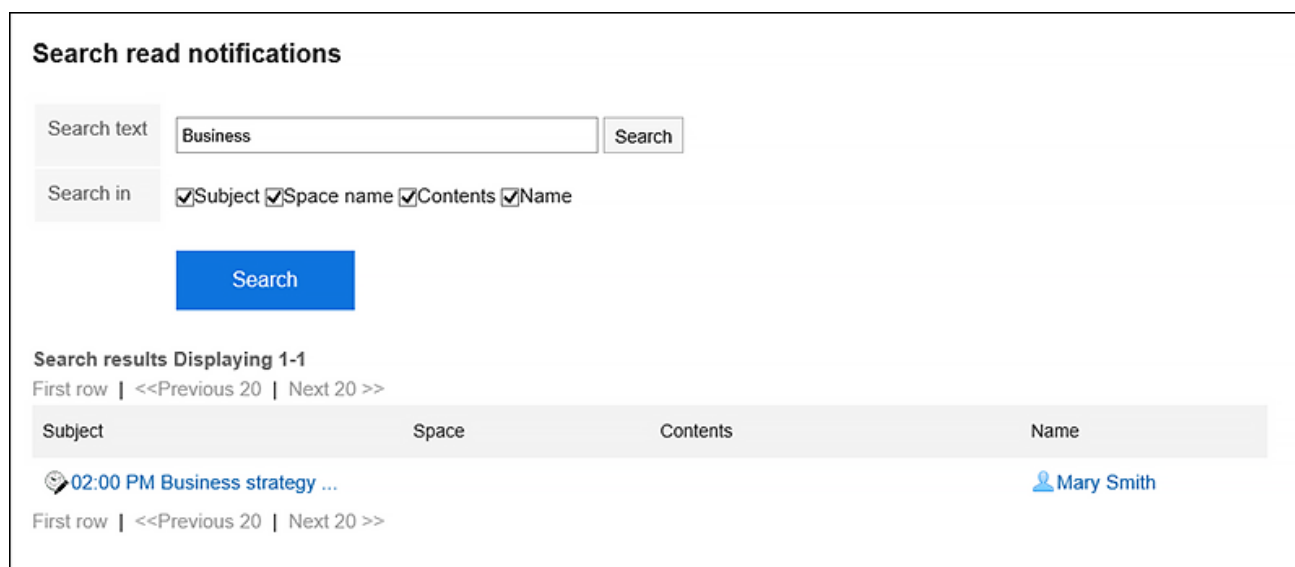 Search read notifications
Search text Business Search
Search in Subject Space name Contents Name
Search
Search results Displaying 1-1
First row | <<Previous 20 | Next 20 >>
Subject Space Contents Name
02:00 PM Business strategy ... Mary Smith
First row | <<Previous 20 | Next 20 >>